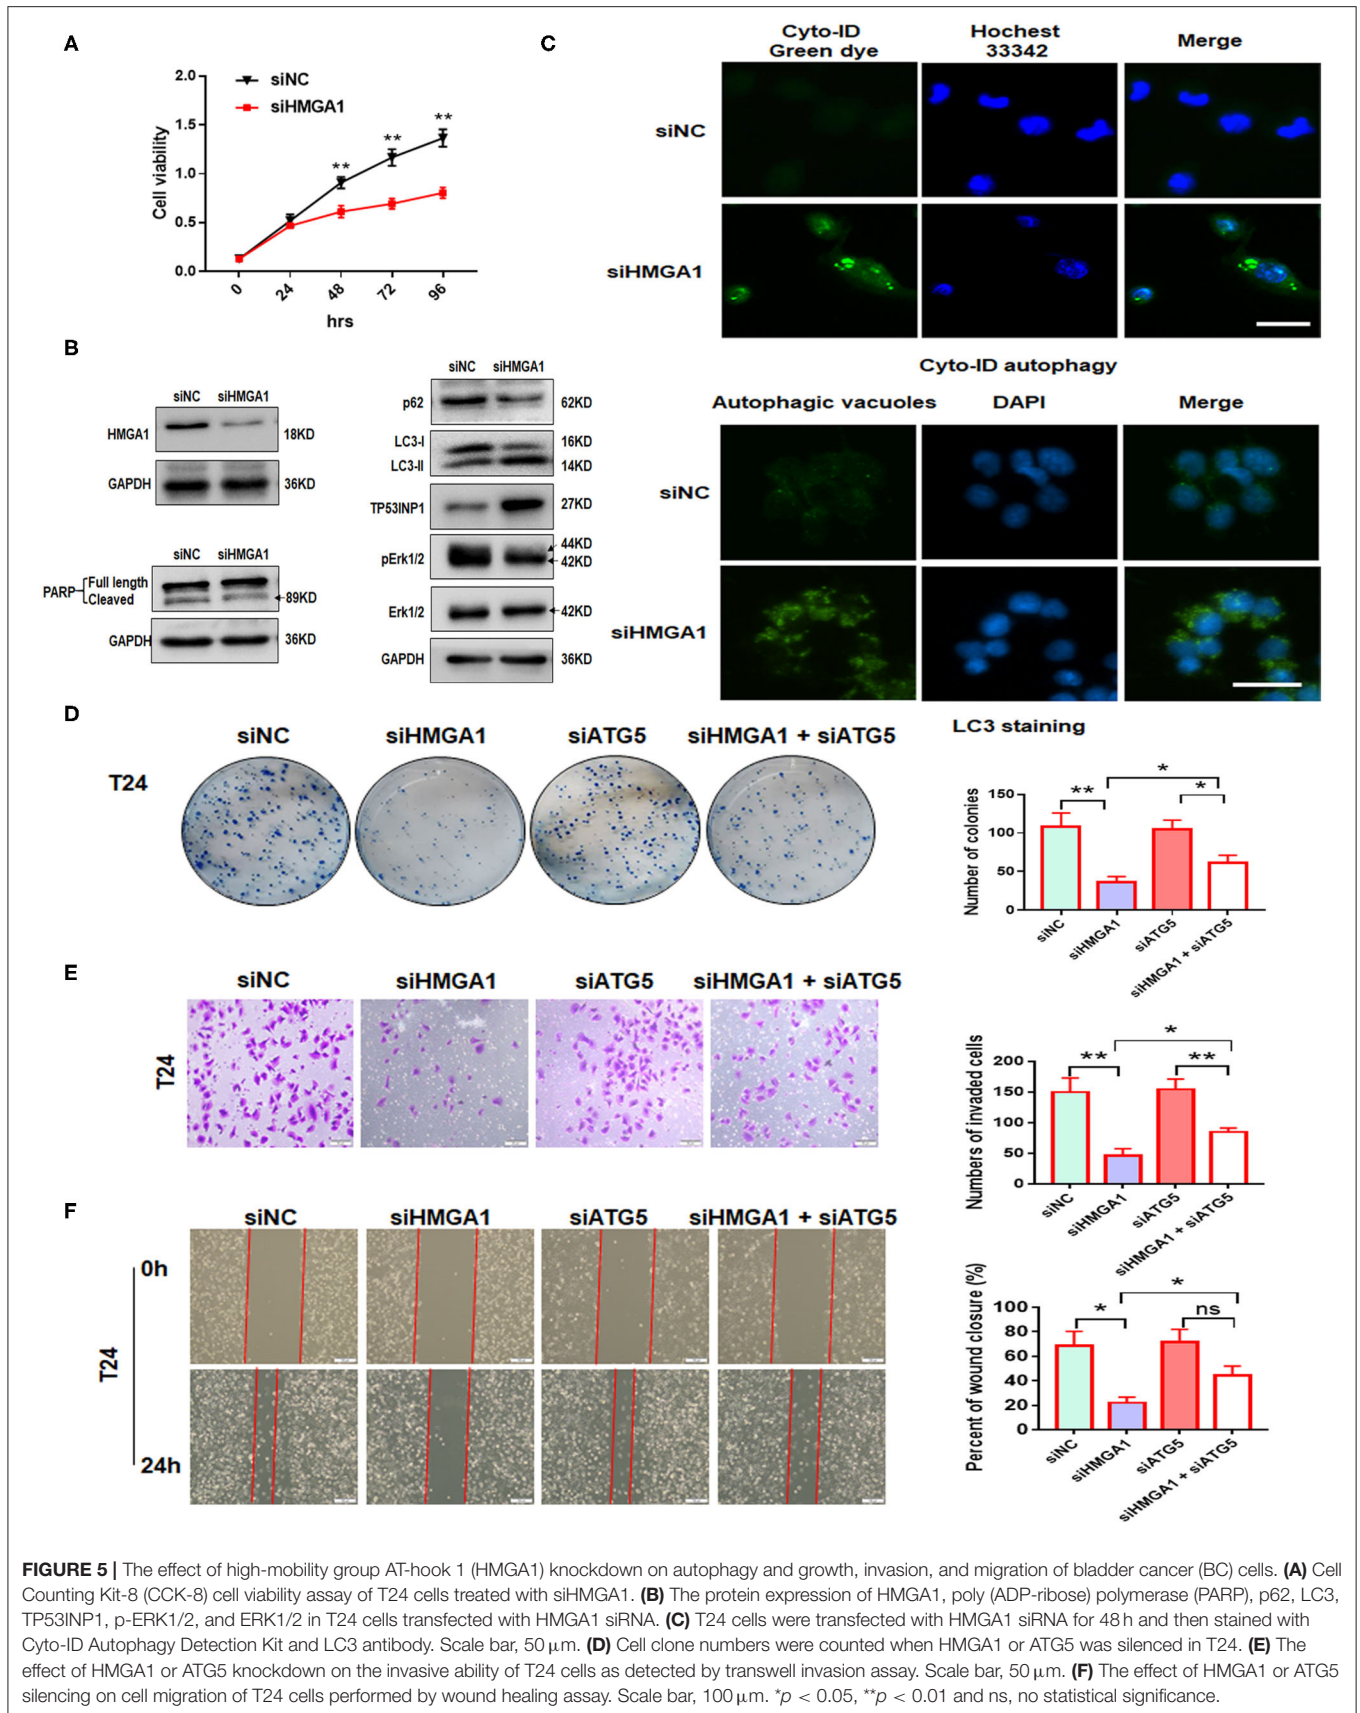 A
2.0
1.5
1.0
0.5
0.0
Cell viability
siNC
siHMGA1
**
**
**
0
24
48
72
96
hrs
B
siNC siHMGA1
HMGA1 18KD
GAPDH 36KD
siNC siHMGA1
PARP Full length
Cleaved 89KD
GAPDH 36KD
siNC siHMGA1
p62 62KD
LC3-I 16KD
LC3-II 14KD
TP53INP1 27KD
44KD
pErk1/2 42KD
Erk1/2 42KD
GAPDH 36KD
C
Cyto-ID Green dye
Hochest 33342
Merge
siNC
siHMGA1
Cyto-ID autophagy
Autophagic vacuoles DAPI Merge
siNC
siHMGA1
LC3 staining
D
siNC siHMGA1 siATG5 siHMGA1 + siATG5
T24
Number of colonies
150
100
50
0
**
*
*
siNC
siHMGA1
siATG5
siHMGA1 + siATG5
E
siNC siHMGA1 siATG5 siHMGA1 + siATG5
T24
Numbers of invaded cells
200
150
100
50
0
**
*
**
siNC
siHMGA1
siATG5
siHMGA1 + siATG5
F
siNC siHMGA1 siATG5 siHMGA1 + siATG5
0h
T24
24h
Percent of wound closure (%)
100
80
60
40
20
0
*
*
ns
siNC
siHMGA1
siATG5
siHMGA1 + siATG5
FIGURE 5 | The effect of high-mobility group AT-hook 1 (HMGA1) knockdown on autophagy and growth, invasion, and migration of bladder cancer (BC) cells. (A) Cell
Counting Kit-8 (CCK-8) cell viability assay of T24 cells treated with siHMGA1. (B) The protein expression of HMGA1, poly (ADP-ribose) polymerase (PARP), p62, LC3,
TP53INP1, p-ERK1/2, and ERK1/2 in T24 cells transfected with HMGA1 siRNA. (C) T24 cells were transfected with HMGA1 siRNA for 48 h and then stained with
Cyto-ID Autophagy Detection Kit and LC3 antibody. Scale bar, 50 μm. (D) Cell clone numbers were counted when HMGA1 or ATG5 was silenced in T24. (E) The
effect of HMGA1 or ATG5 knockdown on the invasive ability of T24 cells as detected by transwell invasion assay. Scale bar, 50 μm. (F) The effect of HMGA1 or ATG5
silencing on cell migration of T24 cells performed by wound healing assay. Scale bar, 100 μm. *p < 0.05, **p < 0.01 and ns, no statistical significance.